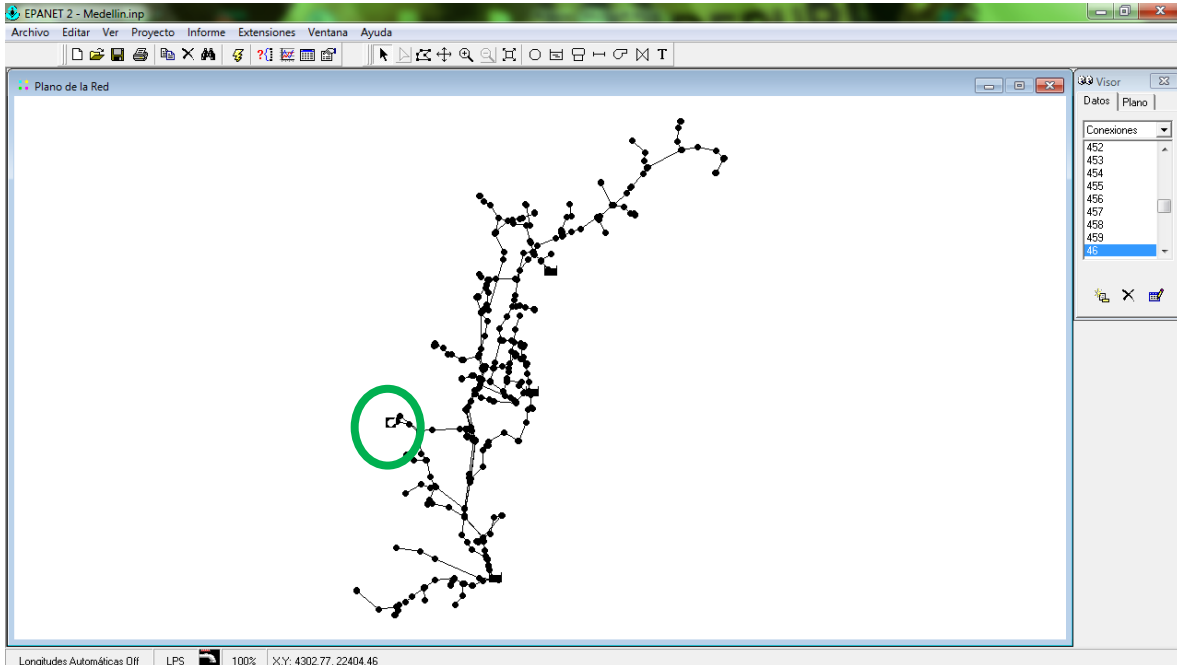 EPANET 2 - Medellin.inp
Archivo Editar Ver Proyecto Informe Extensiones Ventana Ayuda
T
Plano de la Red
Visor
Datos Plano
Conexiones
452
453
454
455
456
457
458
459
46
Longitudes Automáticas Off LPS 100% X,Y: 4302.77, 22404.46